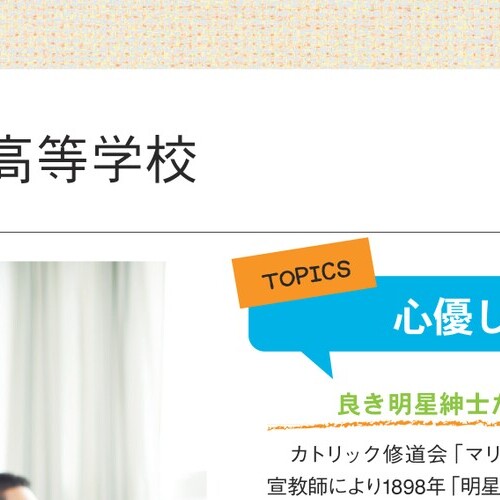 高等学校
TOPICS
心優し
良き明星紳士
カトリック修道会「マリ
宣教師により1898年「明星